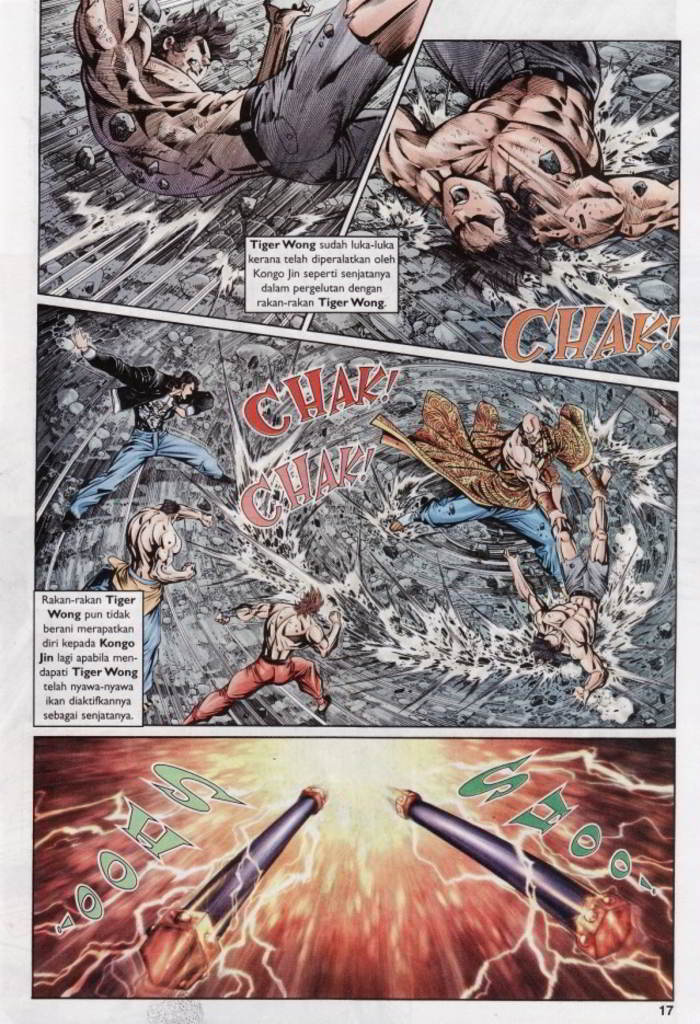 Tiger Wong sudah luka-luka
kerana telah diperalatkan oleh
Kongo Jin seperti senjatanya
dalam pergelutan dengan
rakan-rakan Tiger Wong.
CHAK!
CHAK!
CHAK!
Rakan-rakan Tiger
Wong pun tidak
berani merapatkan
diri kepada Kongo
Jin lagi apabila men-
dapati Tiger Wong
telah nyawa-nyawa
ikan diaktifkannya
sebagai senjatanya.
SHOO!
SHOO!
17